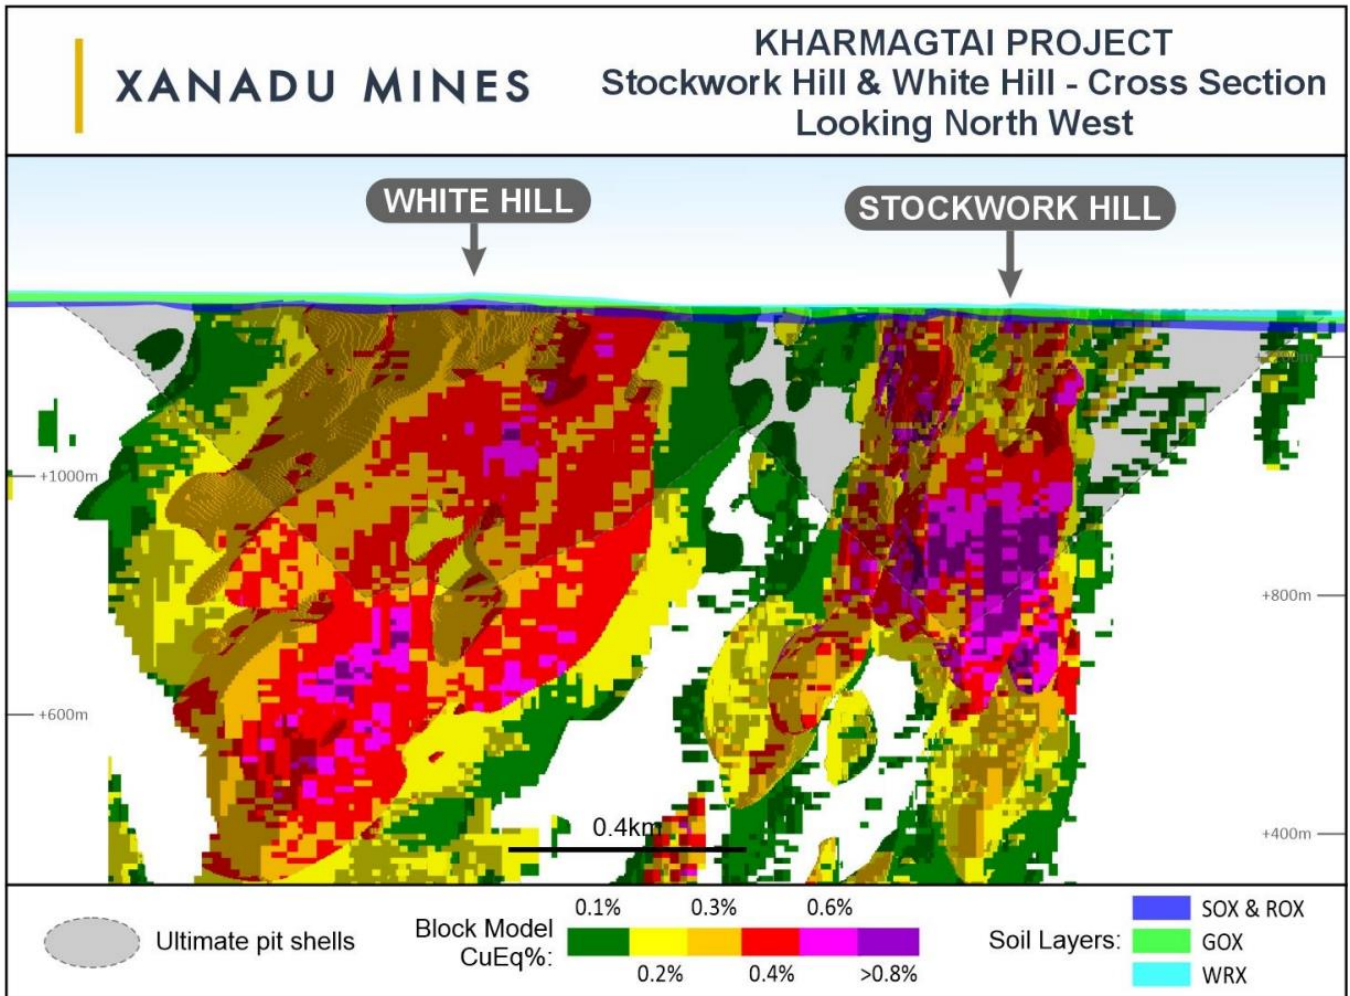 XANADU MINES
KHARMAGTAI PROJECT
Stockwork Hill & White Hill - Cross Section
Looking North West
WHITE HILL
STOCKWORK HILL
+1000m
+800m
+600m
+400m
0.4km
Ultimate pit shells
Block Model
CuEq%:
0.1%
0.3%
0.6%
0.2%
0.4%
>0.8%
Soil Layers:
SOX & ROX
GOX
WRX